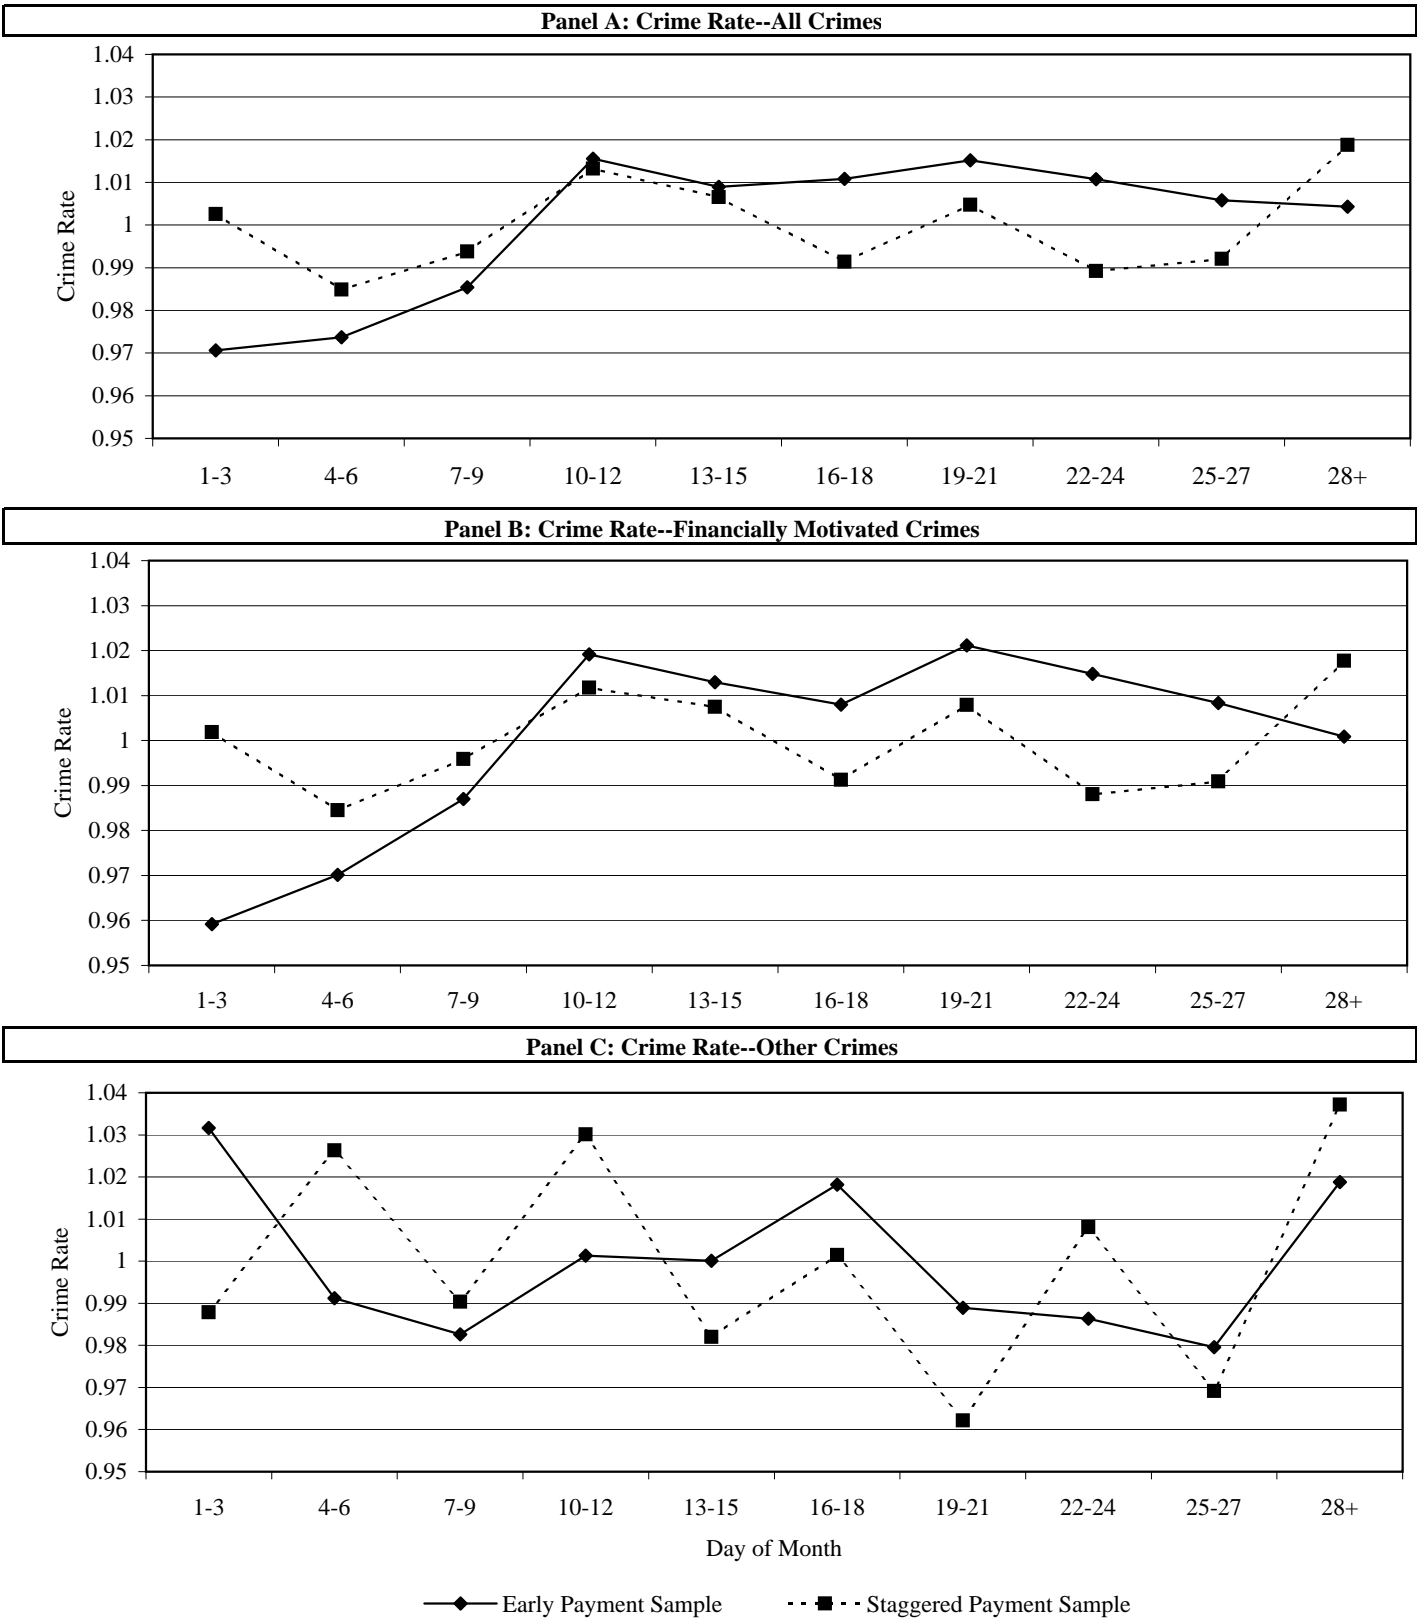 Panel A: Crime Rate--All Crimes
1.04
1.03
1.02
1.01
1
0.99
0.98
0.97
0.96
0.95
Crime Rate
1-3 4-6 7-9 10-12 13-15 16-18 19-21 22-24 25-27 28+
Panel B: Crime Rate--Financially Motivated Crimes
1.04
1.03
1.02
1.01
1
0.99
0.98
0.97
0.96
0.95
Crime Rate
1-3 4-6 7-9 10-12 13-15 16-18 19-21 22-24 25-27 28+
Panel C: Crime Rate--Other Crimes
1.04
1.03
1.02
1.01
1
0.99
0.98
0.97
0.96
0.95
Crime Rate
1-3 4-6 7-9 10-12 13-15 16-18 19-21 22-24 25-27 28+
Day of Month
Early Payment Sample Staggered Payment Sample